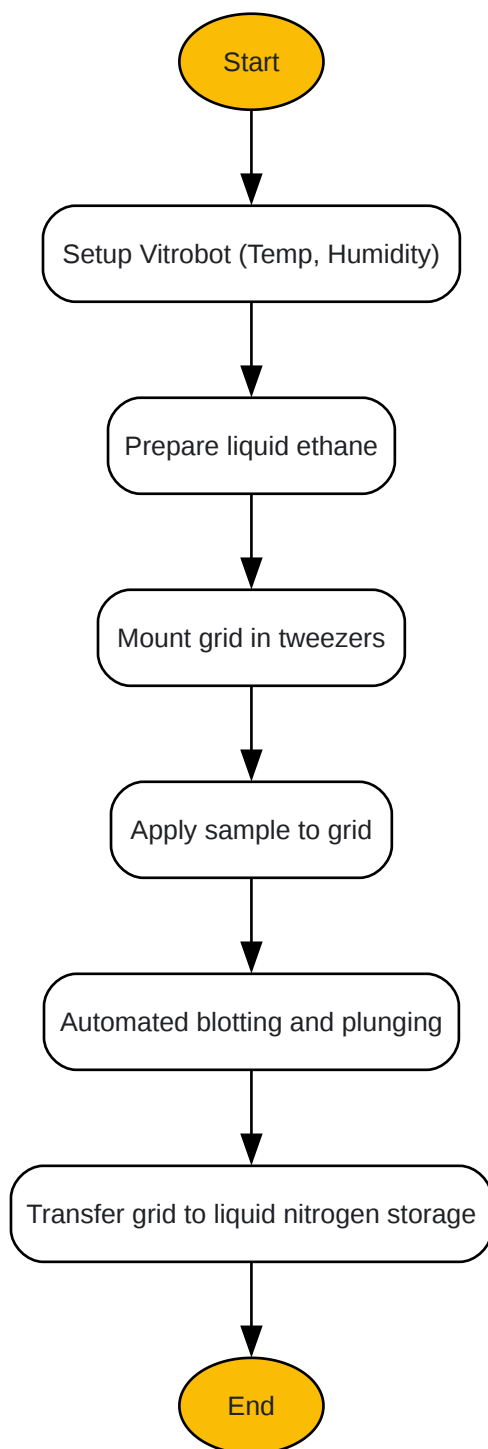 Start
Setup Vitrobot (Temp, Humidity)
Prepare liquid ethane
Mount grid in tweezers
Apply sample to grid
Automated blotting and plunging
Transfer grid to liquid nitrogen storage
End